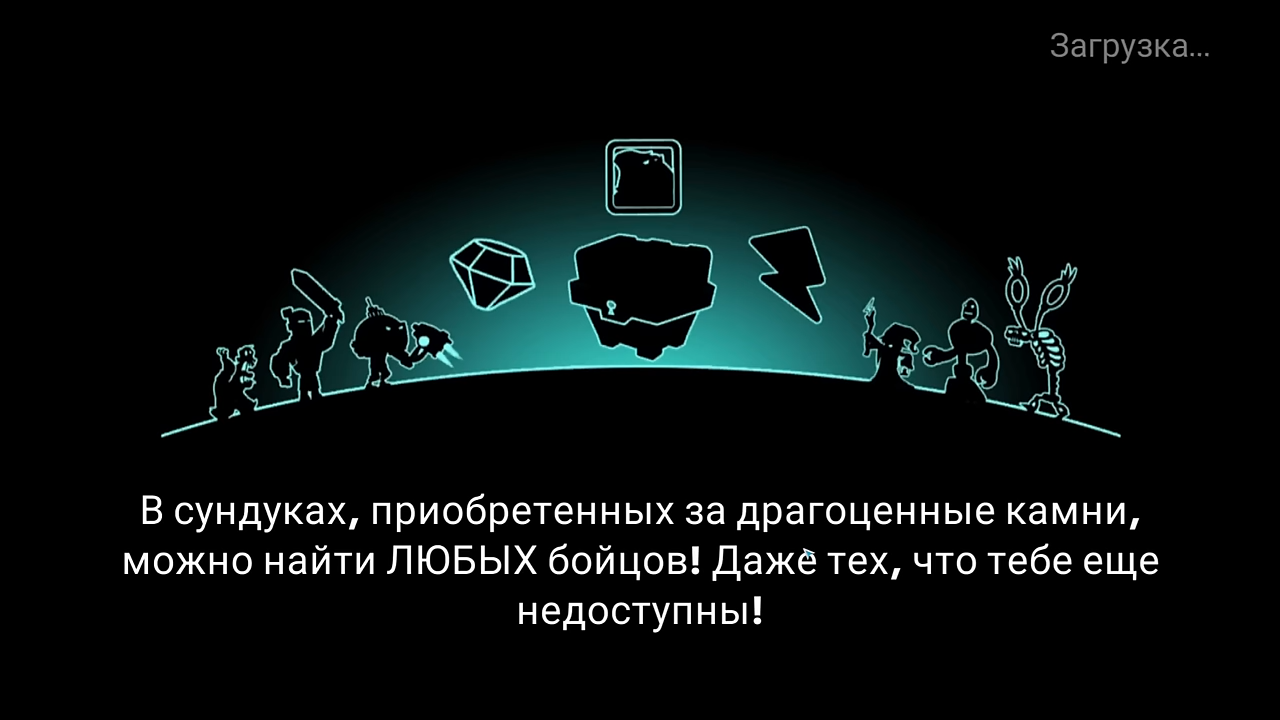 Загрузка...
В сундуках, приобретенных за драгоценные камни,
можно найти ЛЮБЫХ бойцов! Даже тех, что тебе еще
недоступны!